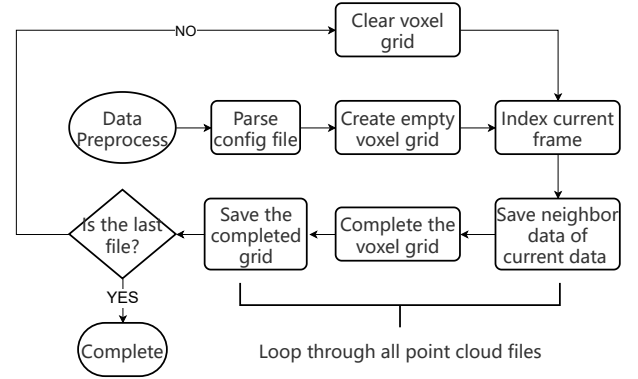 NO
Clear voxel
grid
Data
Preprocess
Parse
config file
Create empty
voxel grid
Index current
frame
Is the last
file?
Save the
completed
grid
Complete the
voxel grid
Save neighbor
data of
current data
YES
Complete
Loop through all point cloud files